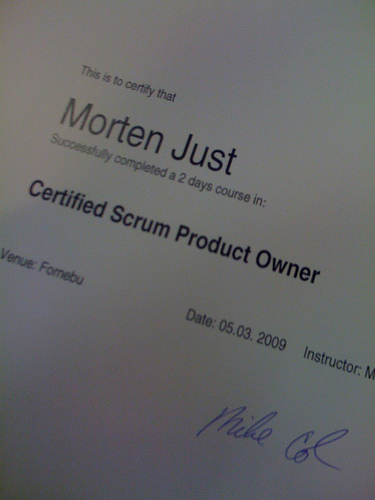 This is to certify that
Morten Just
Successfully completed a 2 days course in:
Certified Scrum Product Owner
Venue: Fornebu
Date: 05.03. 2009
Instructor: M
Mike